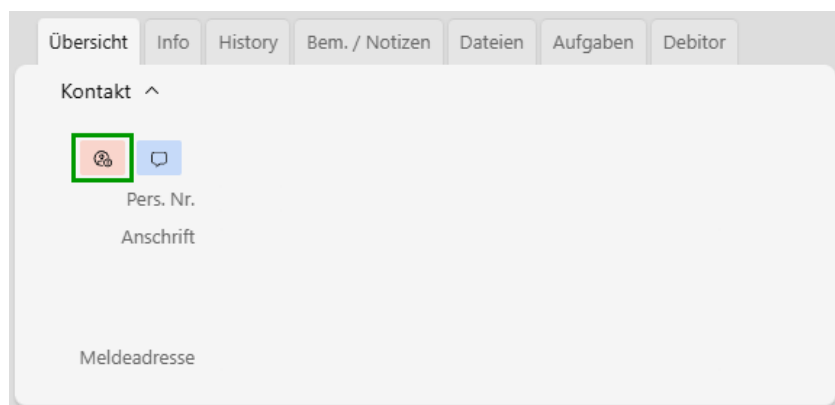 Übersicht Info History Bem. / Notizen Dateien Aufgaben Debitor
Kontakt
Pers. Nr.
Anschrift
Meldeadresse